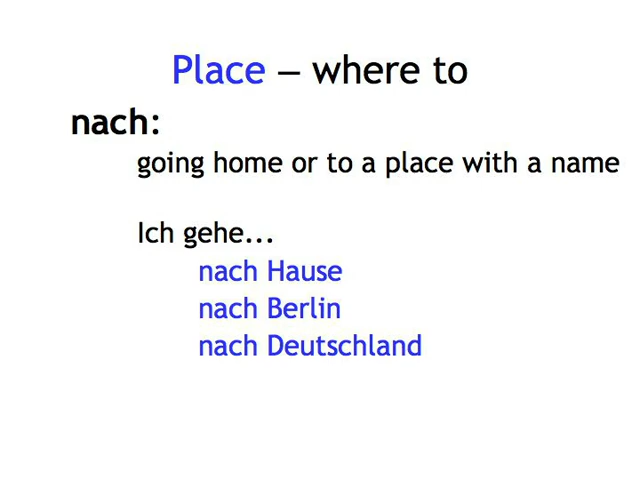 Place – where to
nach:
going home or to a place with a name
Ich gehe...
nach Hause
nach Berlin
nach Deutschland